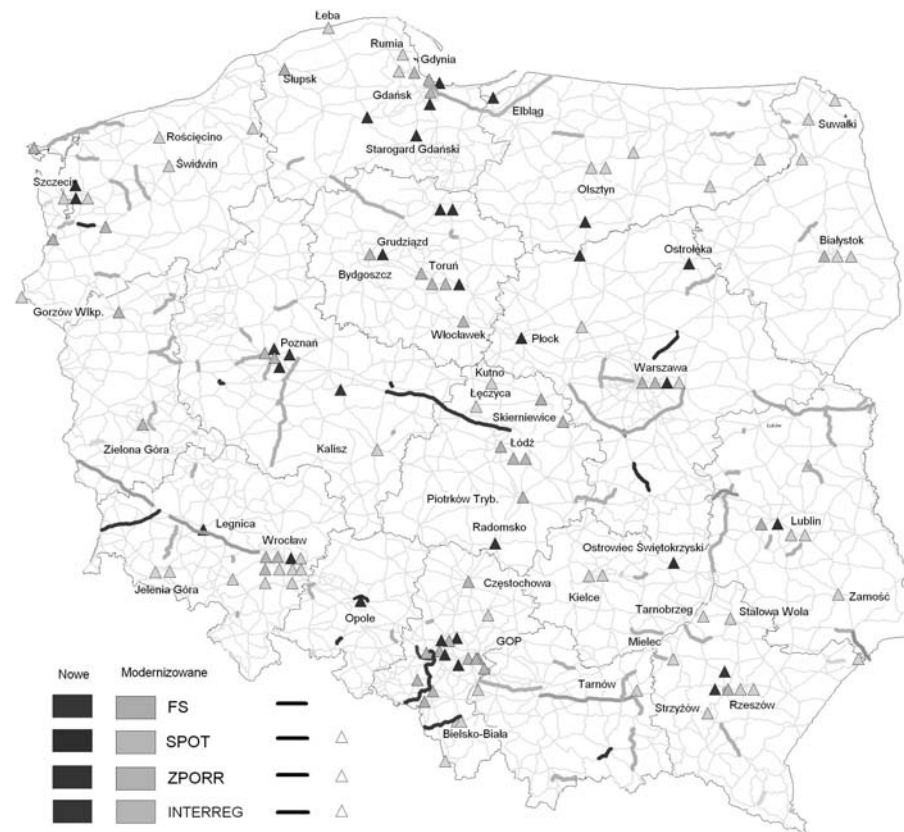 Łeba
Rumia
Gdynia
Słupsk
Gdańsk
Elbląg
Suwałki
Rościęcino
Starogard Gdański
Świdwin
Szczecin
Olsztyn
Grudziązd
Ostrołęka
Białystok
Bydgoszcz
Toruń
Gorzów Wlkp.
Włocławek
Płock
Poznań
Kutno
Warszawa
Łęczyca
Skierniewice
Łuków
Zielona Góra
Kalisz
Łódź
Piotrków Tryb.
Legnica
Radomsko
Lublin
Wrocław
Ostrowiec Świętokrzyski
Jelenia Góra
Częstochowa
Kielce
Zamość
Opole
Tarnobrzeg
Stalowa Wola
GOP
Mielec
Nowe
Modernizowane
Tarnów
Rzeszów
FS
Strzyżów
SPOT
Bielsko-Biała
ZPORR
INTERREG